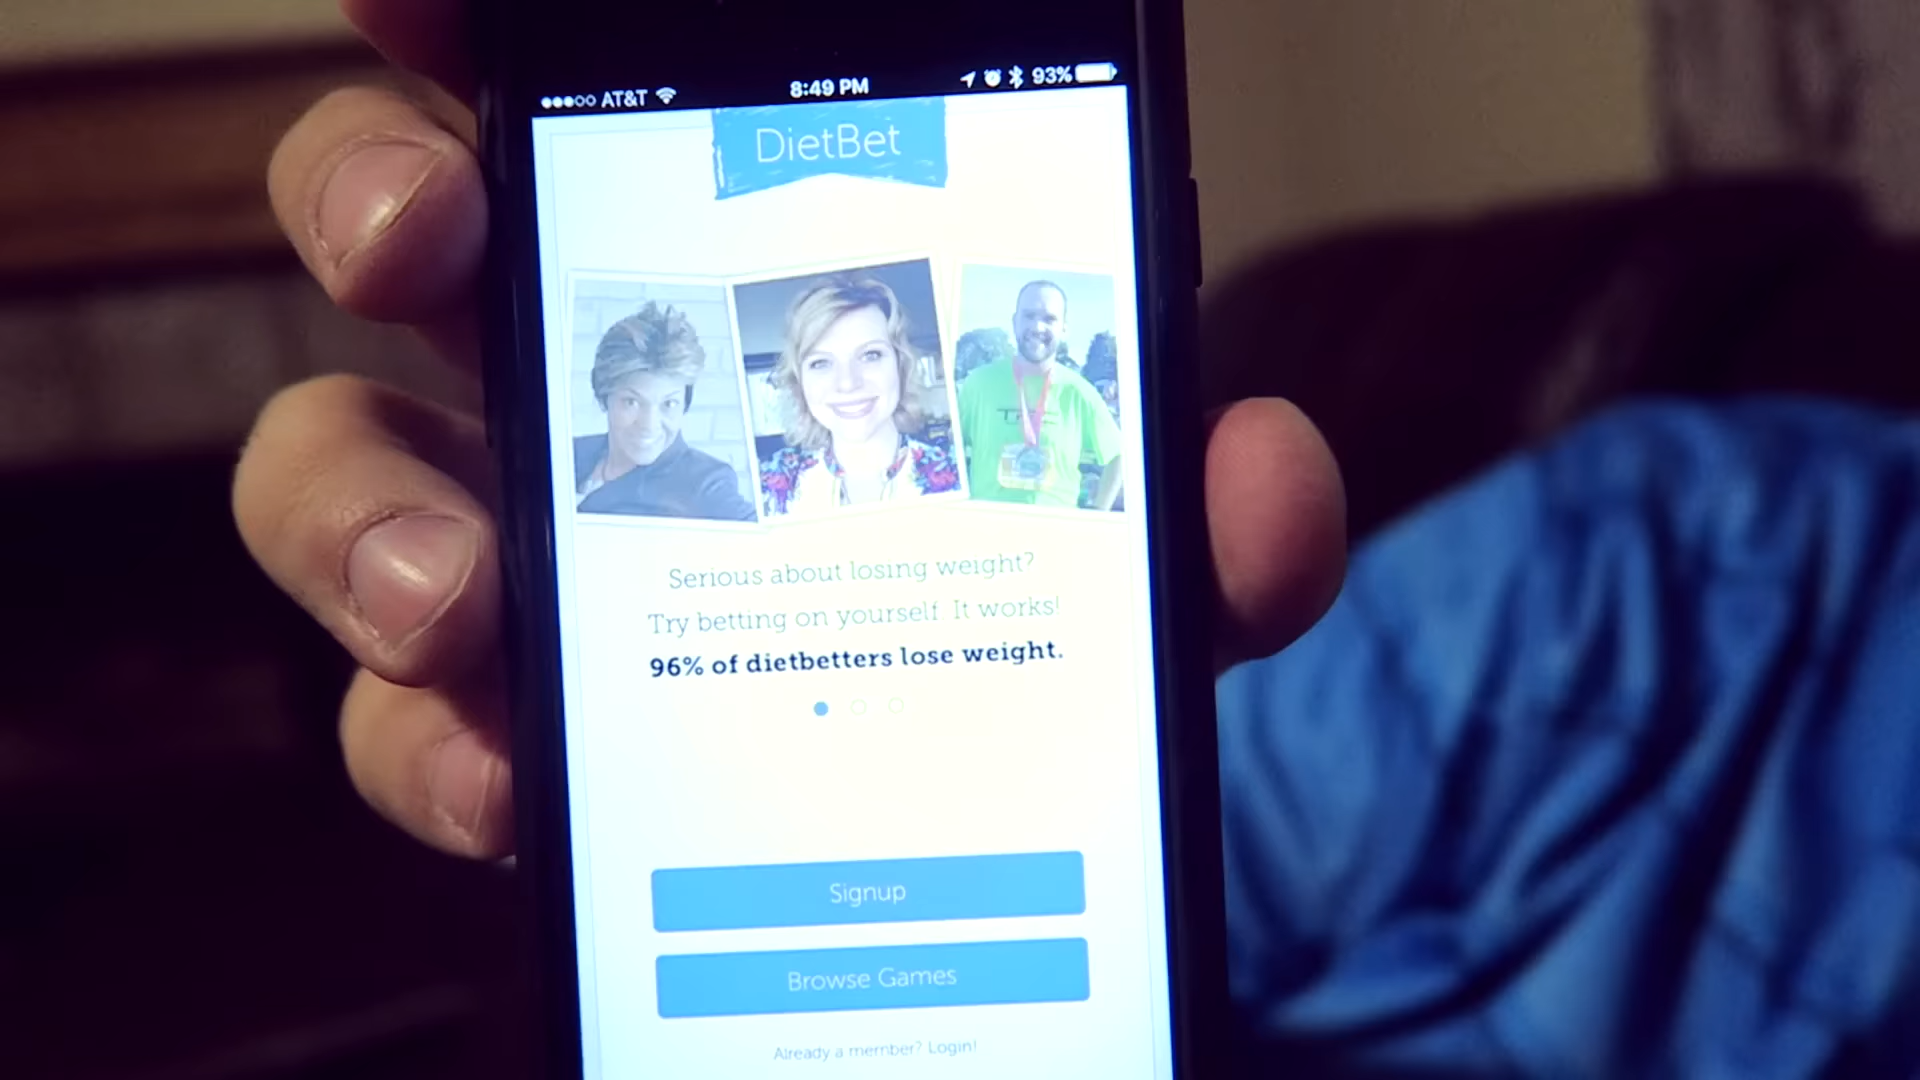 AT&T 8:49 PM 93%
DietBet
Serious about losing weight?
Try betting on yourself. It works!
96% of dietbetters lose weight.
Signup
Browse Games
Already a member? Login!